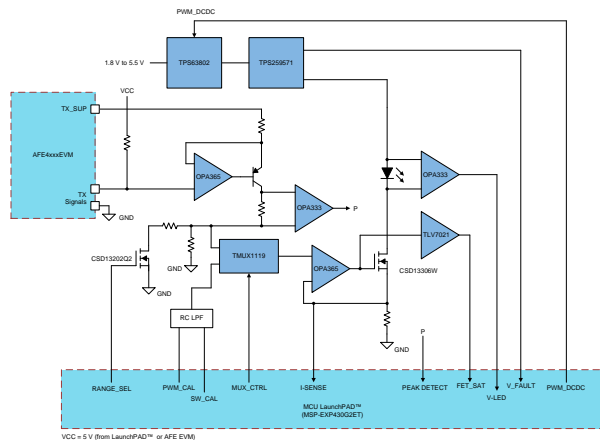 PWM_DCDC
1.8 V to 5.5 V
TPS63802
TPS259571
VCC
TX_SUP
AFE4xxxEVM
OPA365
OPA333
TX
Signals
GND
OPA333
P
TLV7021
CSD13202Q2
GND
TMUX1119
OPA365
CSD13306W
GND
RC LPF
GND
P
RANGE_SEL
PWM_CAL
SW_CAL
MUX_CTRL
I-SENSE
PEAK DETECT
FET_SAT
V-LED
V_FAULT
PWM_DCDC
MCU LaunchPAD™
(MSP-EXP430G2ET)
VCC = 5 V (from LaunchPAD™ or AFE EVM)